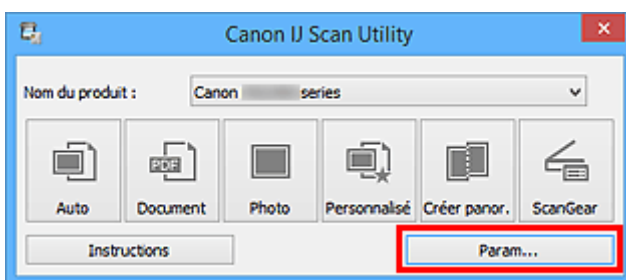 Canon IJ Scan Utility
Nom du produit : Canon series
PDF
Auto Document Photo Personnalisé Créer panor. ScanGear
Instructions Param...